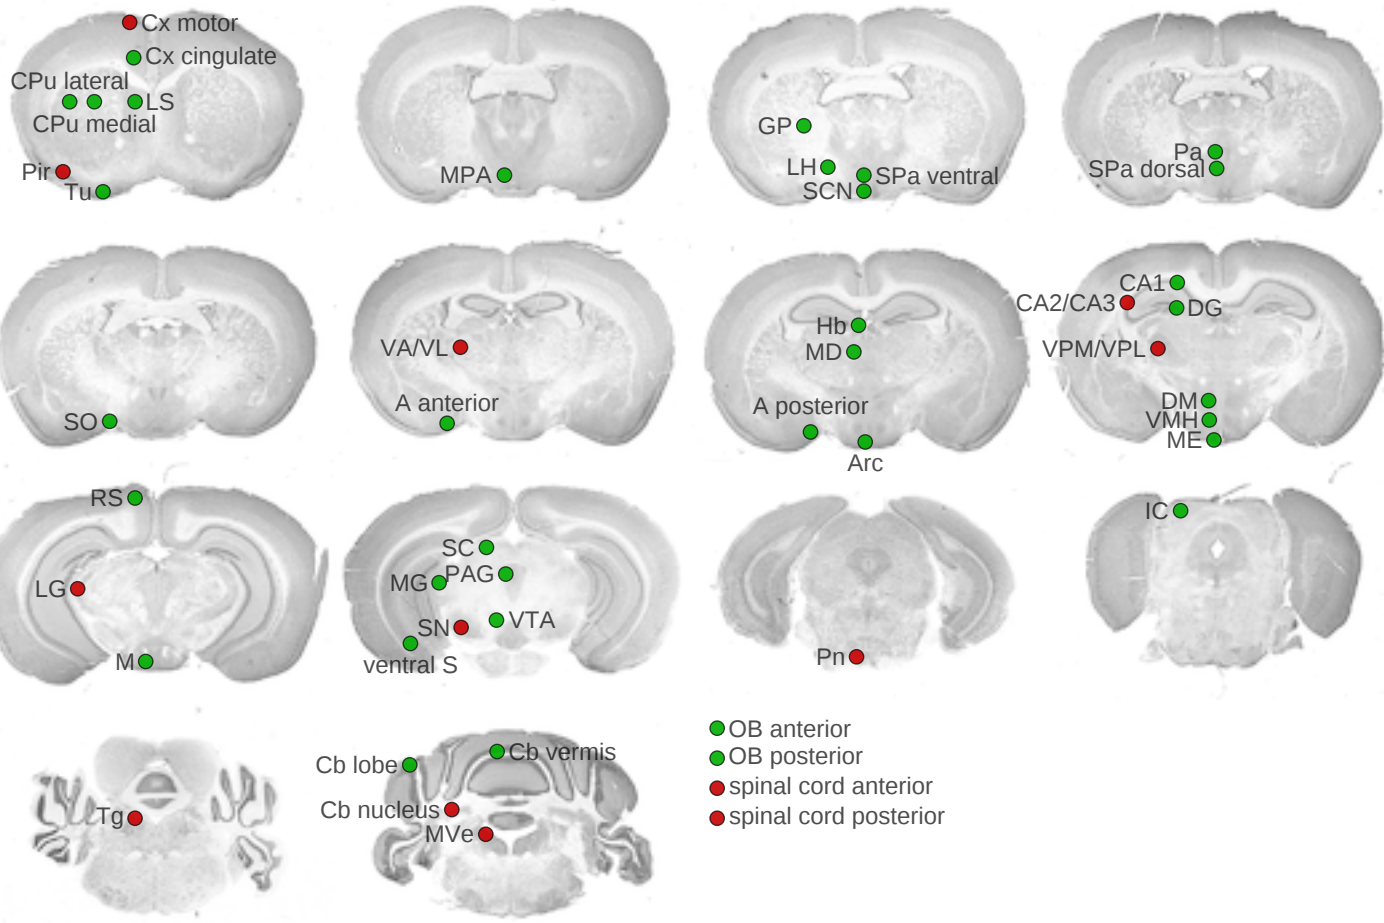 Cx motor
Cx cingulate
CPu lateral
LS
CPu medial
Pir
Tu
MPA
GP
LH
SPa ventral
SCN
Pa
SPa dorsal
SO
VA/VL
A anterior
Hb
MD
A posterior
Arc
CA1
CA2/CA3
DG
VPM/VPL
DM
VMH
ME
RS
LG
M
SC
MG
PAG
SN
VTA
ventral S
Pn
IC
Tg
Cb lobe
Cb vermis
Cb nucleus
MVe
OB anterior
OB posterior
spinal cord anterior
spinal cord posterior